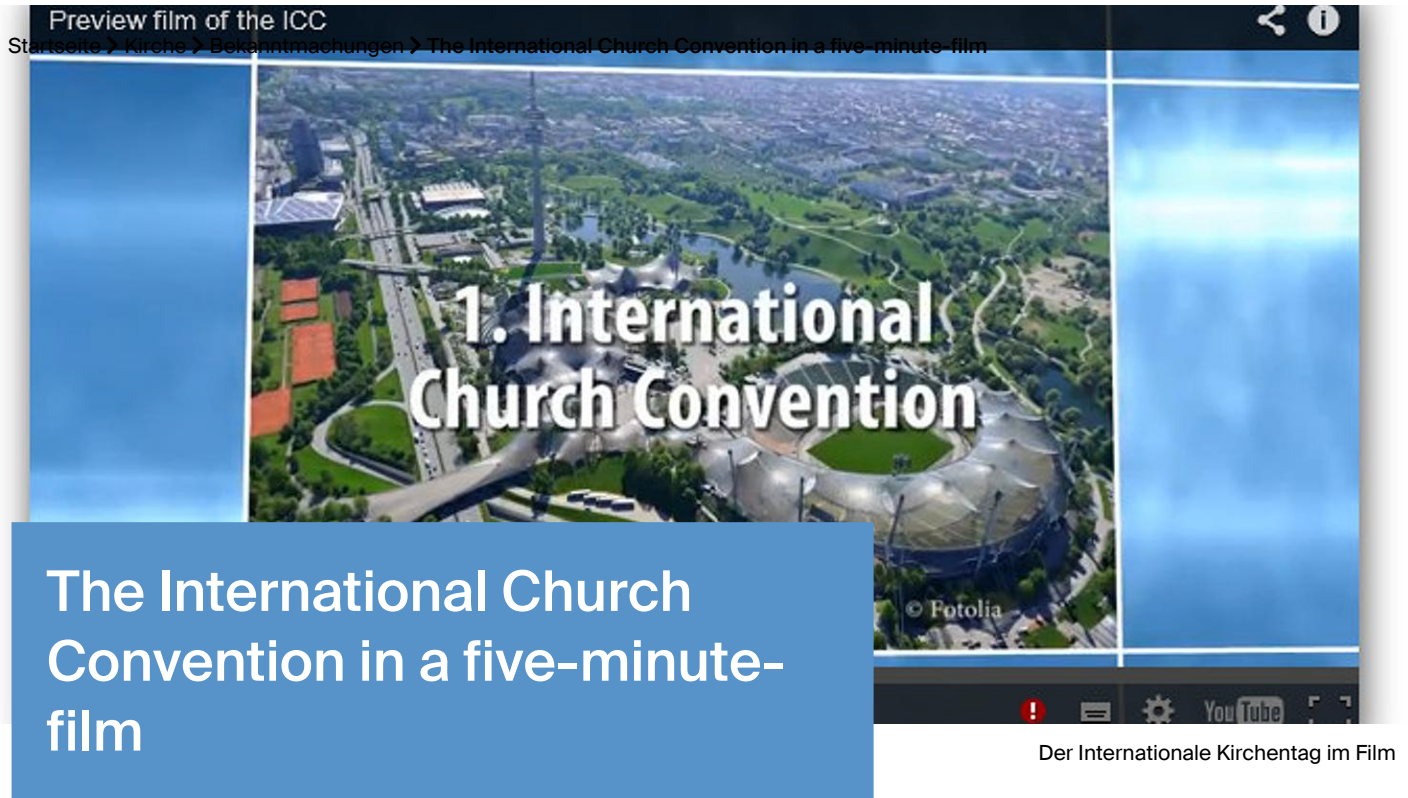 Preview film of the ICC
Startseite > Kirche > Bekanntmachungen > The International Church Convention in a five-minute-film
1. International
Church Convention
© Fotolia
The International Church
Convention in a five-minute-
film
YouTube
Der Internationale Kirchentag im Film